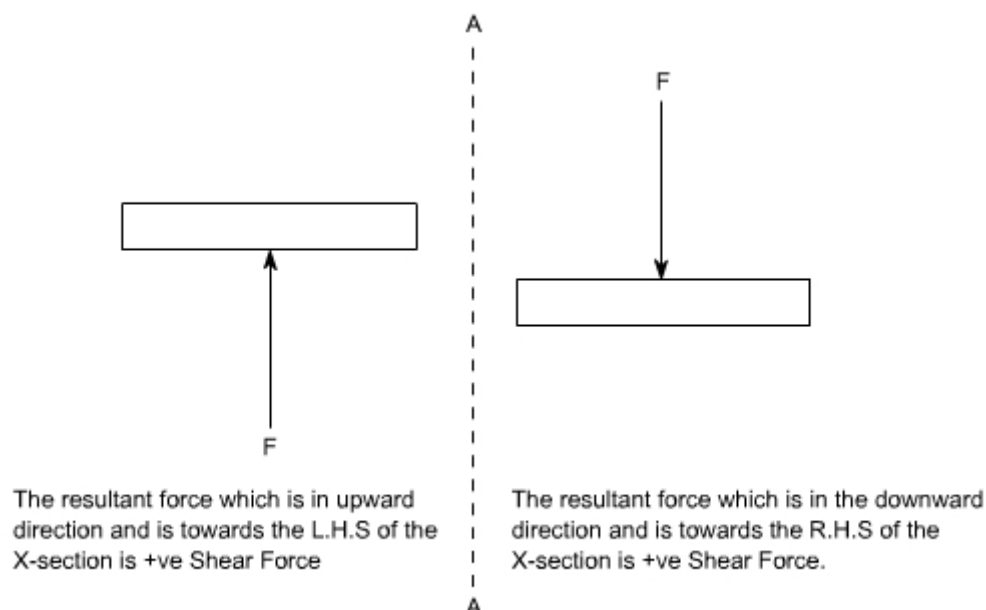 A
F
F
The resultant force which is in upward
direction and is towards the L.H.S of the
X-section is +ve Shear Force
The resultant force which is in the downward
direction and is towards the R.H.S of the
X-section is +ve Shear Force.
A